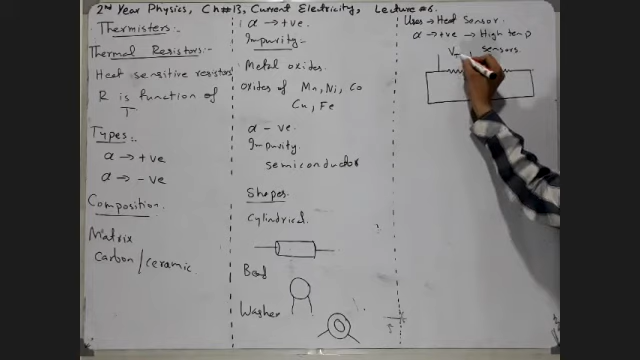 2nd Year Physics, Ch#13, Current Electricity, Lecture #6.
Thermisters.
Thermal Resistors:-
Heat sensitive resistors
R is function of
T
Types:-
α → +ve
α → -ve
Composition.
Matrix
Carbon/ceramic
: α → +ve.
Impurity.
Metal oxides.
oxides of Mn, Ni, Co
Cu, Fe
α - ve.
Impurity.
semiconductor
Shapes.
Cylindrical
Bead
Washer
Uses → Heat Sensor.
α → +ve → High temp
sensors.
V